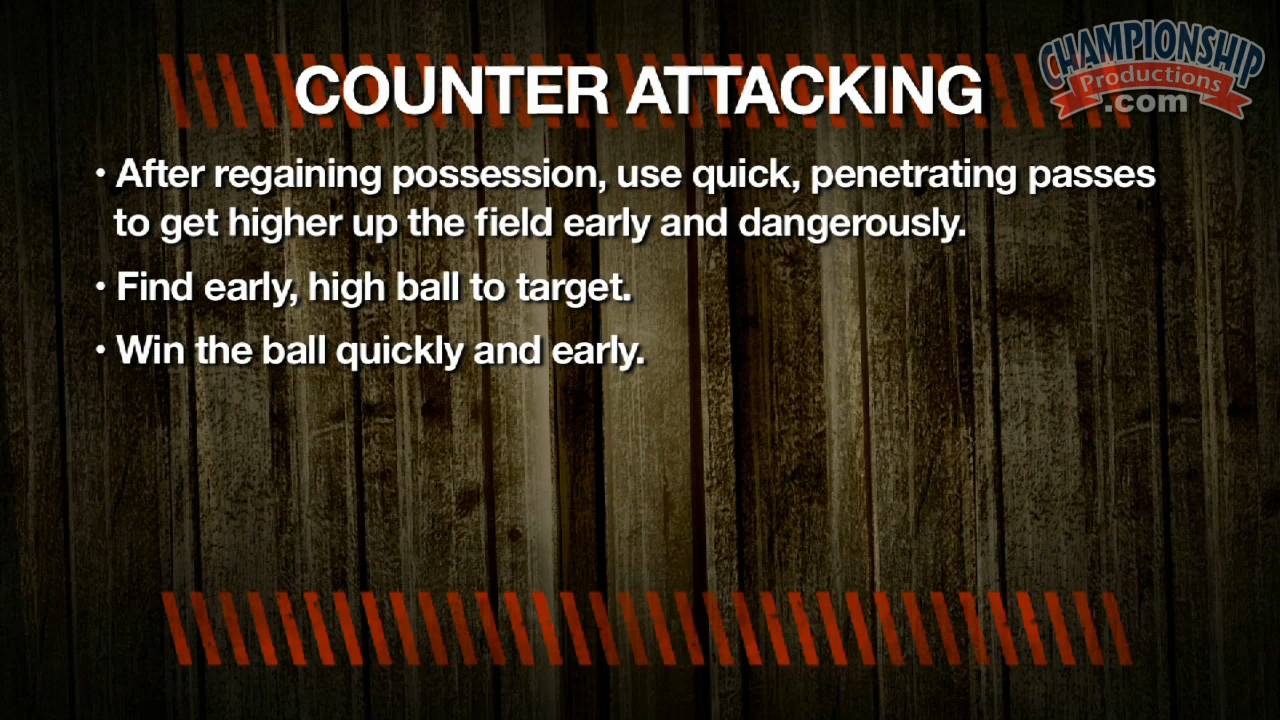 COUNTER ATTACKING
CHAMPIONSHIP
Productions
.com
• After regaining possession, use quick, penetrating passes
to get higher up the field early and dangerously.
• Find early, high ball to target.
• Win the ball quickly and early.